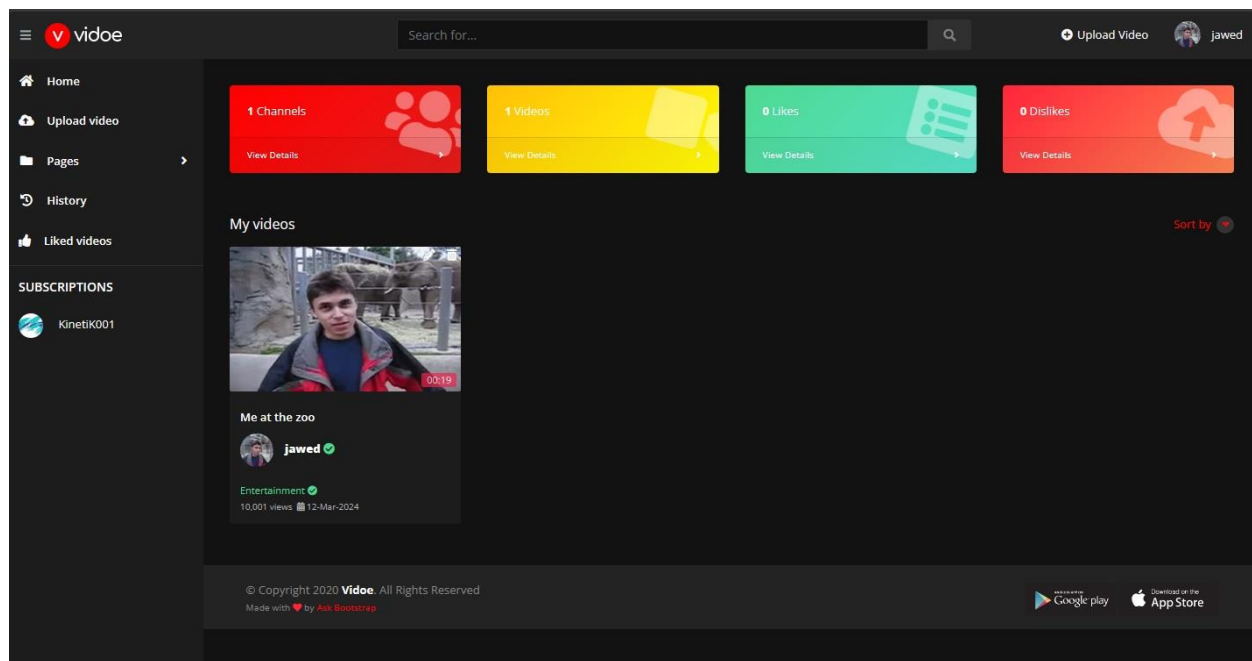 vidoe
Search for...
Upload Video
jawed
Home
Upload video
Pages
History
Liked videos
SUBSCRIPTIONS
KinetiK001
1 Channels
View Details
1 Videos
View Details
0 Likes
View Details
0 Dislikes
View Details
My videos
Sort by
00:19
Me at the zoo
jawed
Entertainment
10,001 views 12-Mar-2024
© Copyright 2020 Vidoe. All Rights Reserved
Made with by Ask Bootstrap
Google play
Download on the
App Store